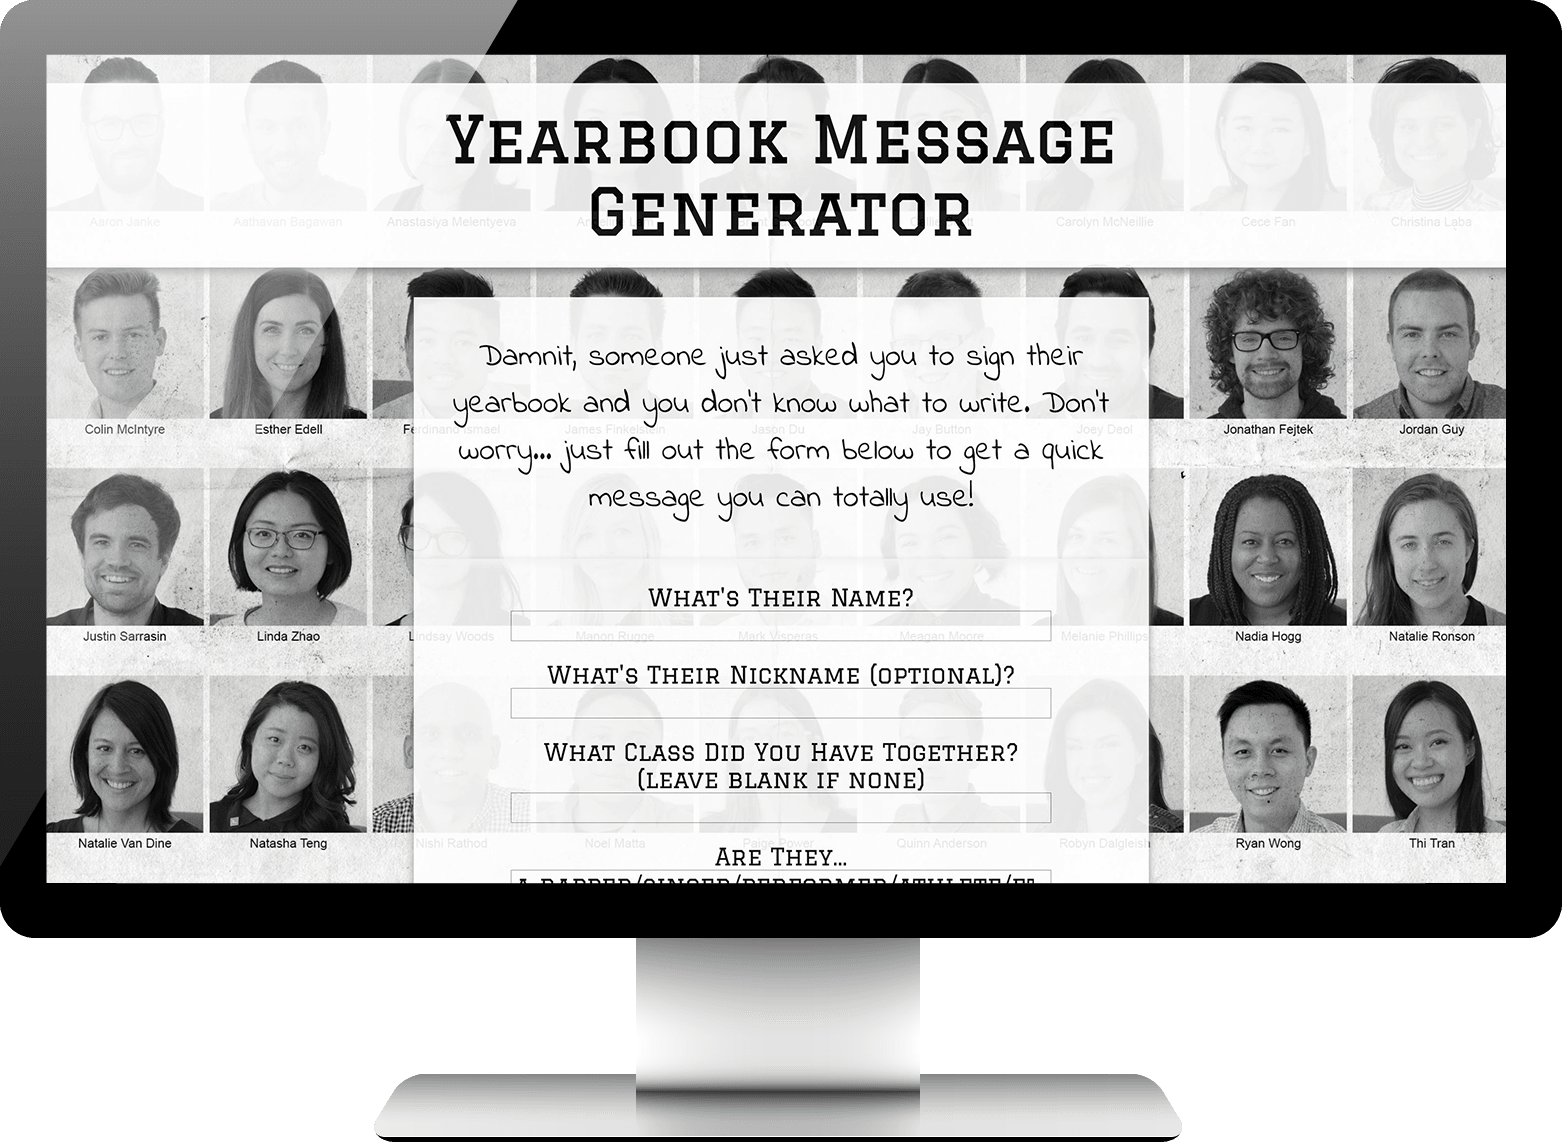 Yearbook Message
Generator
Aaron Janke
Aathavan Bagawan
Anastasiya Melentyeva
Carolyn McNeillie
Cece Fan
Christina Laba
Damnit, someone just asked you to sign their
yearbook and you don't know what to write. Don't
worry... just fill out the form below to get a quick
message you can totally use!
Colin McIntyre
Esther Edell
Ferdinand Ismael
James Finkelstein
Jason Du
Jay Button
Joey Deol
Jonathan Fejtek
Jordan Guy
What's Their Name?
Justin Sarrasin
Linda Zhao
Lindsay Woods
Manon Rugge
Mark Visperas
Meagan Moore
Melanie Phillips
Nadia Hogg
Natalie Ronson
What's Their Nickname (optional)?
What Class Did You Have Together?
(leave blank if none)
Natalie Van Dine
Natasha Teng
Nishi Rathod
Noel Matta
Paige Power
Quinn Anderson
Robyn Dalgleish
Ryan Wong
Thi Tran
Are They...
a rapper/singer/performer/athlete/et